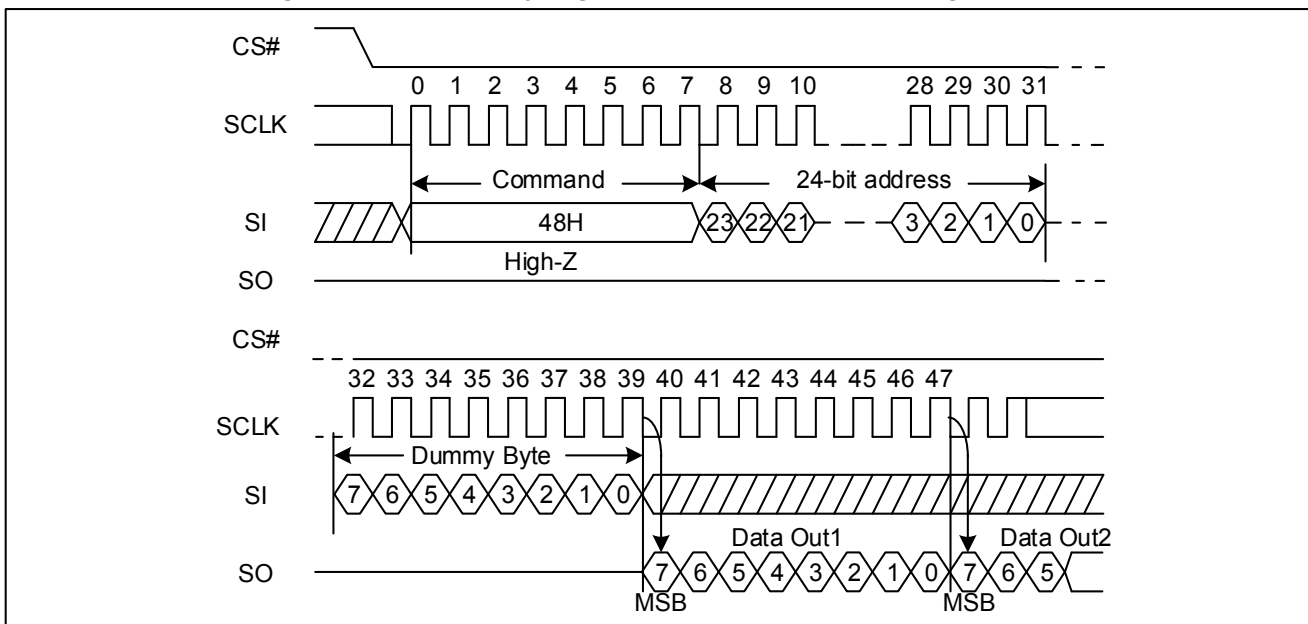 CS#
0 1 2 3 4 5 6 7 8 9 10 28 29 30 31
SCLK
Command 24-bit address
SI 48H 23 22 21 3 2 1 0
High-Z
SO
CS#
32 33 34 35 36 37 38 39 40 41 42 43 44 45 46 47
SCLK
Dummy Byte
SI 7 6 5 4 3 2 1 0
Data Out1 Data Out2
SO 7 6 5 4 3 2 1 0 7 6 5
MSB MSB